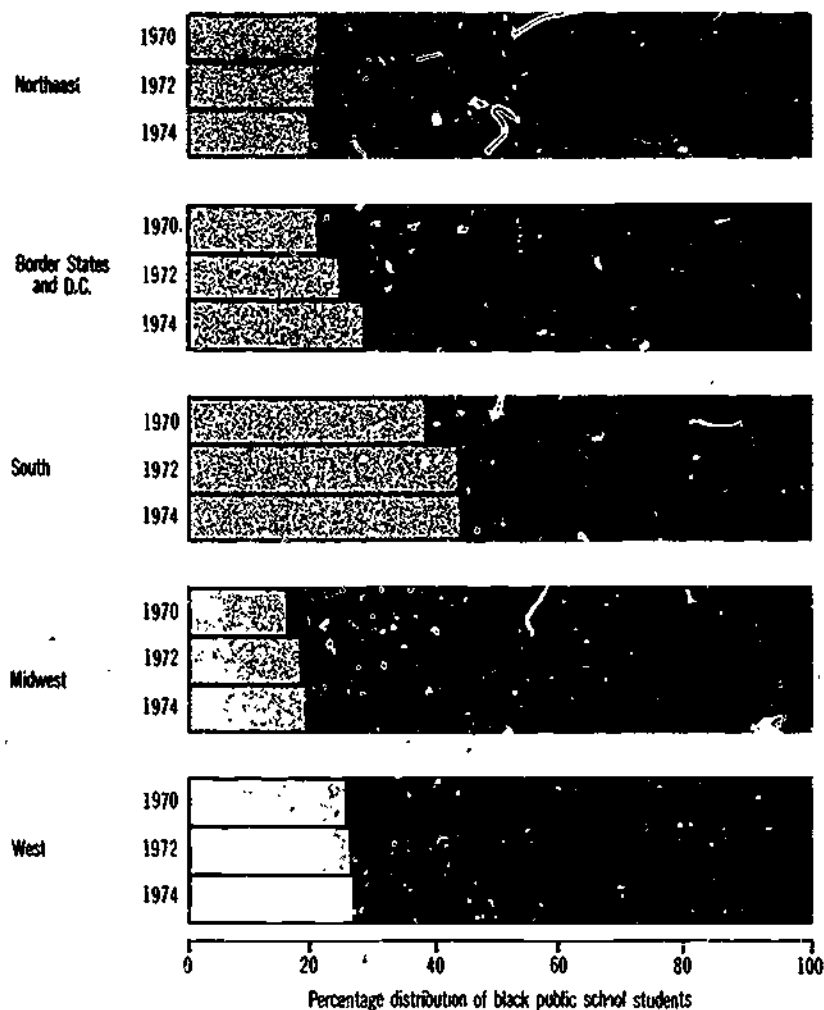 1970
Northeast 1972
1974
1970
Border States
and D.C.
1972
1974
1970
South 1972
1974
1970
Midwest 1972
1974
1970
West 1972
1974
0 20 40 60 80 100
Percentage distribution of black public school students